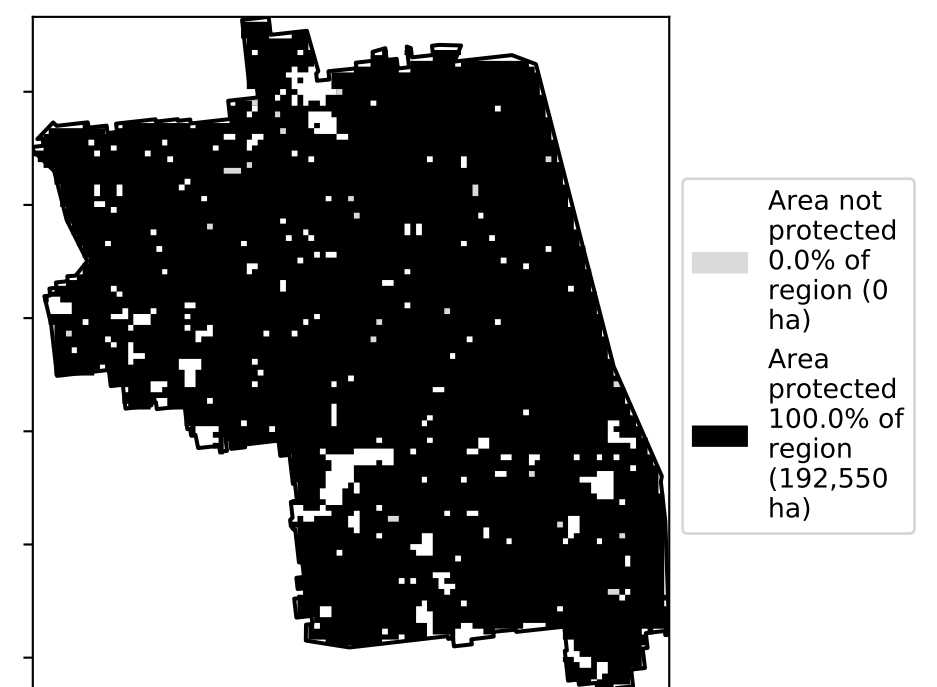 Area not
protected
0.0% of
region (0
ha)
Area
protected
100.0% of
region
(192,550
ha)